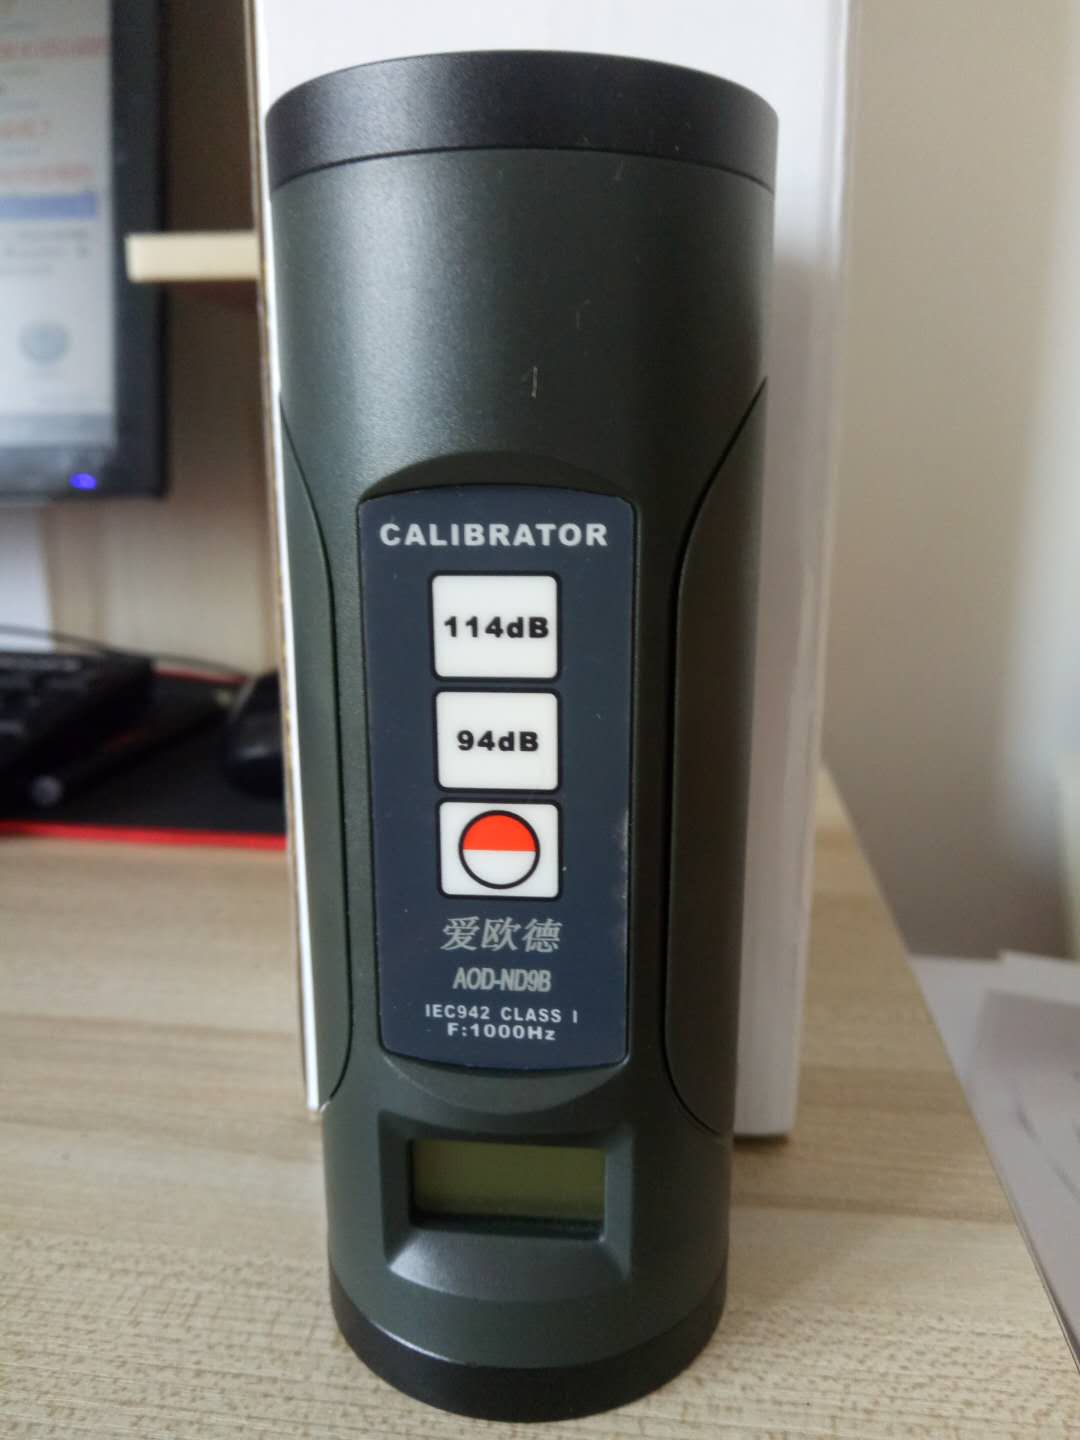 CALIBRATOR
114dB
94dB
爱欧德
AOD-ND9B
IEC942 CLASS I
F:1000Hz